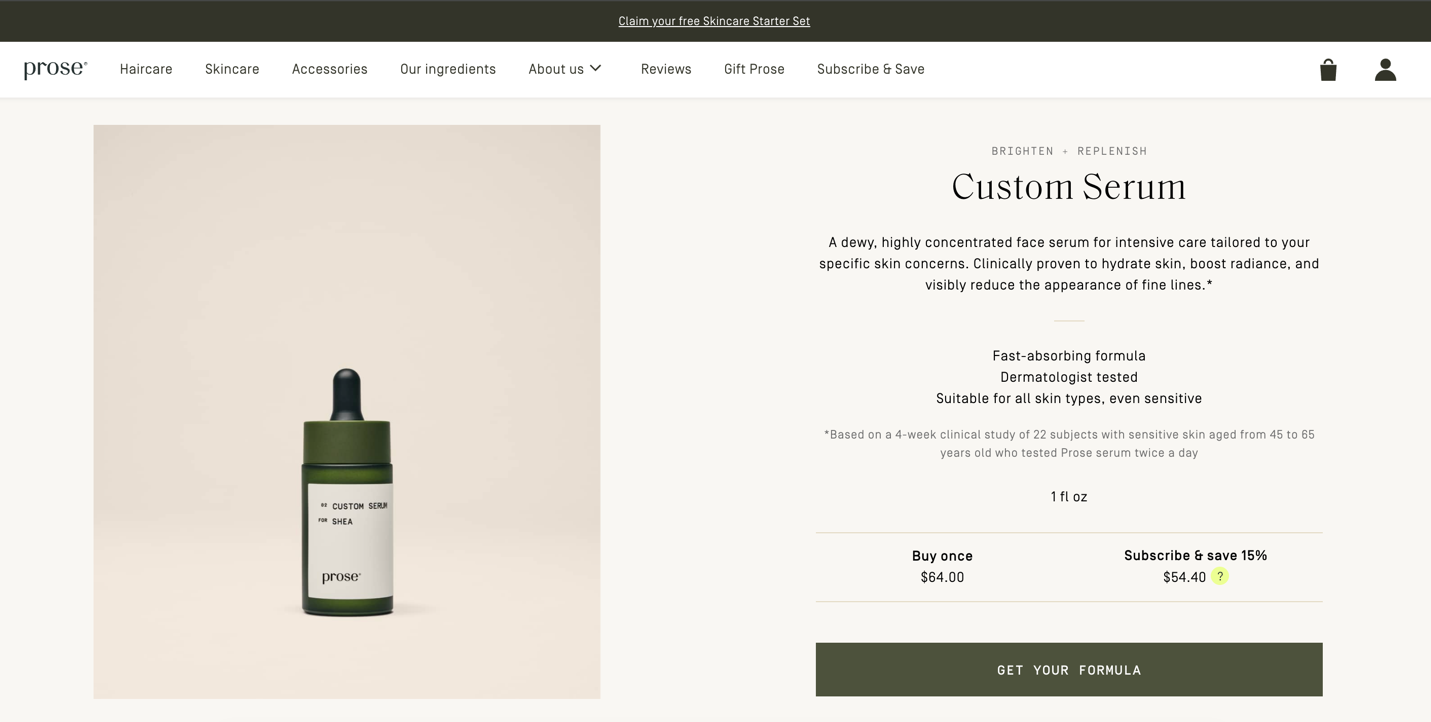 Claim your free Skincare Starter Set
prose®
Haircare
Skincare
Accessories
Our ingredients
About us
Reviews
Gift Prose
Subscribe & Save
BRIGHTEN + REPLENISH
Custom Serum
A dewy, highly concentrated face serum for intensive care tailored to your
specific skin concerns. Clinically proven to hydrate skin, boost radiance, and
visibly reduce the appearance of fine lines.*
Fast-absorbing formula
Dermatologist tested
Suitable for all skin types, even sensitive
*Based on a 4-week clinical study of 22 subjects with sensitive skin aged from 45 to 65
years old who tested Prose serum twice a day
1 fl oz
Buy once
$64.00
Subscribe & save 15%
$54.40 ?
GET YOUR FORMULA
CUSTOM SERUM
FOR SHEA
prose®